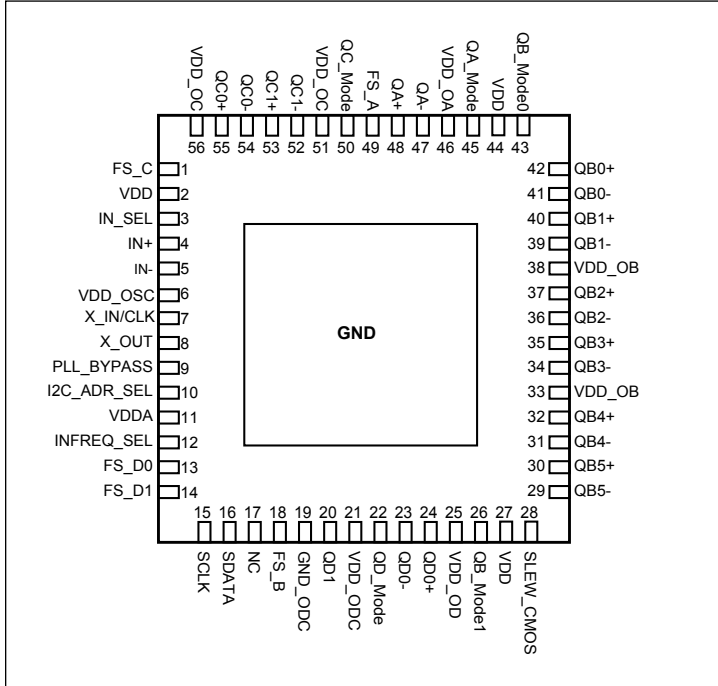 VDD_OC
QC0+
QC0-
QC1+
QC1-
VDD_OC
QC_Mode
FS_A
QA+
QA-
VDD_OA
QA_Mode
VDD
QB_Mode0
56 55 54 53 52 51 50 49 48 47 46 45 44 43
FS_C 1
VDD 2
IN_SEL 3
IN+ 4
IN- 5
VDD_OSC 6
X_IN/CLK 7
X_OUT 8
PLL_BYPASS 9
I2C_ADR_SEL 10
VDDA 11
INFREQ_SEL 12
FS_D0 13
FS_D1 14
GND
42 QB0+
41 QB0-
40 QB1+
39 QB1-
38 VDD_OB
37 QB2+
36 QB2-
35 QB3+
34 QB3-
33 VDD_OB
32 QB4+
31 QB4-
30 QB5+
29 QB5-
15 16 17 18 19 20 21 22 23 24 25 26 27 28
SCLK
SDATA
NC
FS_B
GND_ODC
QD1
VDD_ODC
QD_Mode
QD0-
QD0+
VDD_OD
QB_Mode1
VDD
SLEW_CMOS